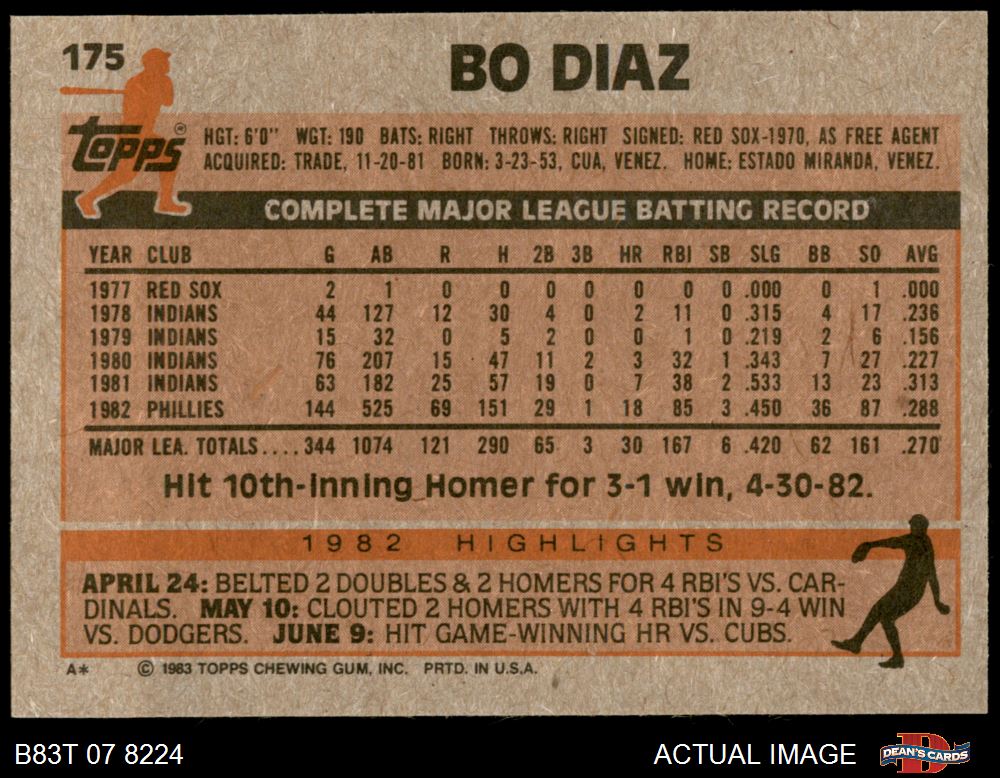 175
BO DIAZ
Topps®
HGT: 6'0" WGT: 190 BATS: RIGHT THROWS: RIGHT SIGNED: RED SOX-1970, AS FREE AGENT
ACQUIRED: TRADE, 11-20-81 BORN: 3-23-53, CUA, VENEZ. HOME: ESTADO MIRANDA, VENEZ.
COMPLETE MAJOR LEAGUE BATTING RECORD
YEAR CLUB G AB R H 2B 3B HR RBI SB SLG BB SO AVG
1977 RED SOX 2 1 0 0 0 0 0 0 0 .000 0 1 .000
1978 INDIANS 44 127 12 30 4 0 2 11 0 .315 4 17 .236
1979 INDIANS 15 32 0 5 2 0 0 1 0 .219 2 6 .156
1980 INDIANS 76 207 15 47 11 2 3 32 1 .343 7 27 .227
1981 INDIANS 63 182 25 57 19 0 7 38 2 .533 13 23 .313
1982 PHILLIES 144 525 69 151 29 1 18 85 3 .450 36 87 .288
MAJOR LEA. TOTALS.... 344 1074 121 290 65 3 30 167 6 .420 62 161 .270
Hit 10th-inning Homer for 3-1 win, 4-30-82.
1982 HIGHLIGHTS
APRIL 24: BELTED 2 DOUBLES & 2 HOMERS FOR 4 RBI'S VS. CAR-
DINALS. MAY 10: CLOUTED 2 HOMERS WITH 4 RBI'S IN 9-4 WIN
VS. DODGERS. JUNE 9: HIT GAME-WINNING HR VS. CUBS.
A* © 1983 TOPPS CHEWING GUM, INC. PRTD. IN U.S.A.
B83T 07 8224
ACTUAL IMAGE
D
DEAN'S CARDS